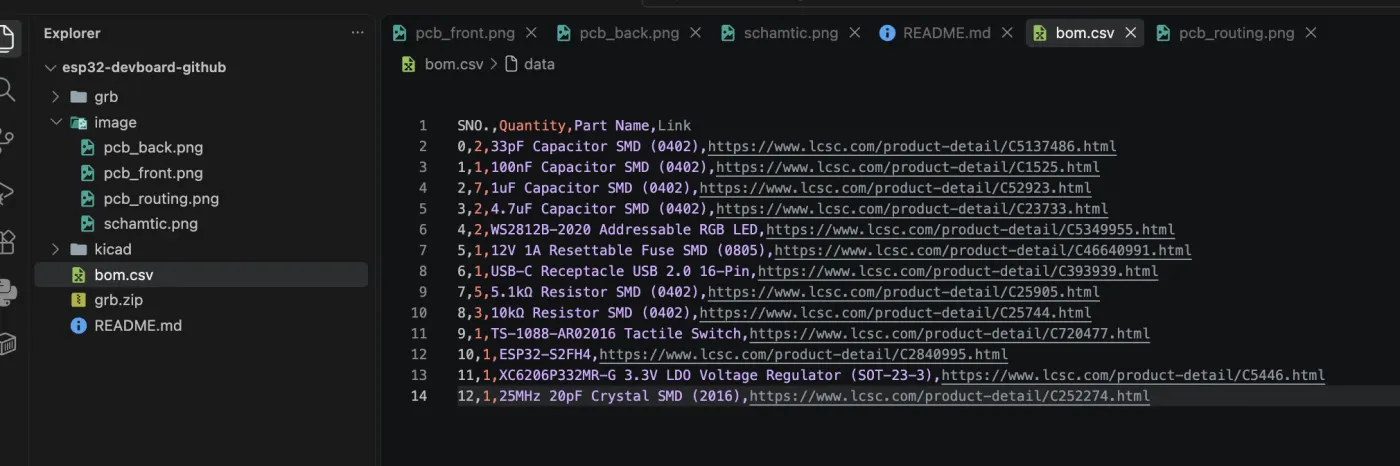 Explorer
esp32-devboard-github
grb
image
pcb_back.png
pcb_front.png
pcb_routing.png
schamtic.png
kicad
bom.csv
grb.zip
README.md
pcb_front.png pcb_back.png schamtic.png README.md bom.csv pcb_routing.png
bom.csv > data
1 SNO.,Quantity,Part Name,Link
2 0,2,33pF Capacitor SMD (0402),https://www.lcsc.com/product-detail/C5137486.html
3 1,1,100nF Capacitor SMD (0402),https://www.lcsc.com/product-detail/C1525.html
4 2,7,1uF Capacitor SMD (0402),https://www.lcsc.com/product-detail/C52923.html
5 3,2,4.7uF Capacitor SMD (0402),https://www.lcsc.com/product-detail/C23733.html
6 4,2,WS2812B-2020 Addressable RGB LED,https://www.lcsc.com/product-detail/C5349955.html
7 5,1,12V 1A Resettable Fuse SMD (0805),https://www.lcsc.com/product-detail/C46640991.html
8 6,1,USB-C Receptacle USB 2.0 16-Pin,https://www.lcsc.com/product-detail/C393939.html
9 7,5,5.1kΩ Resistor SMD (0402),https://www.lcsc.com/product-detail/C25905.html
10 8,3,10kΩ Resistor SMD (0402),https://www.lcsc.com/product-detail/C25744.html
11 9,1,TS-1088-AR02016 Tactile Switch,https://www.lcsc.com/product-detail/C720477.html
12 10,1,ESP32-S2FH4,https://www.lcsc.com/product-detail/C2840995.html
13 11,1,XC6206P332MR-G 3.3V LDO Voltage Regulator (SOT-23-3),https://www.lcsc.com/product-detail/C5446.html
14 12,1,25MHz 20pF Crystal SMD (2016),https://www.lcsc.com/product-detail/C252274.html